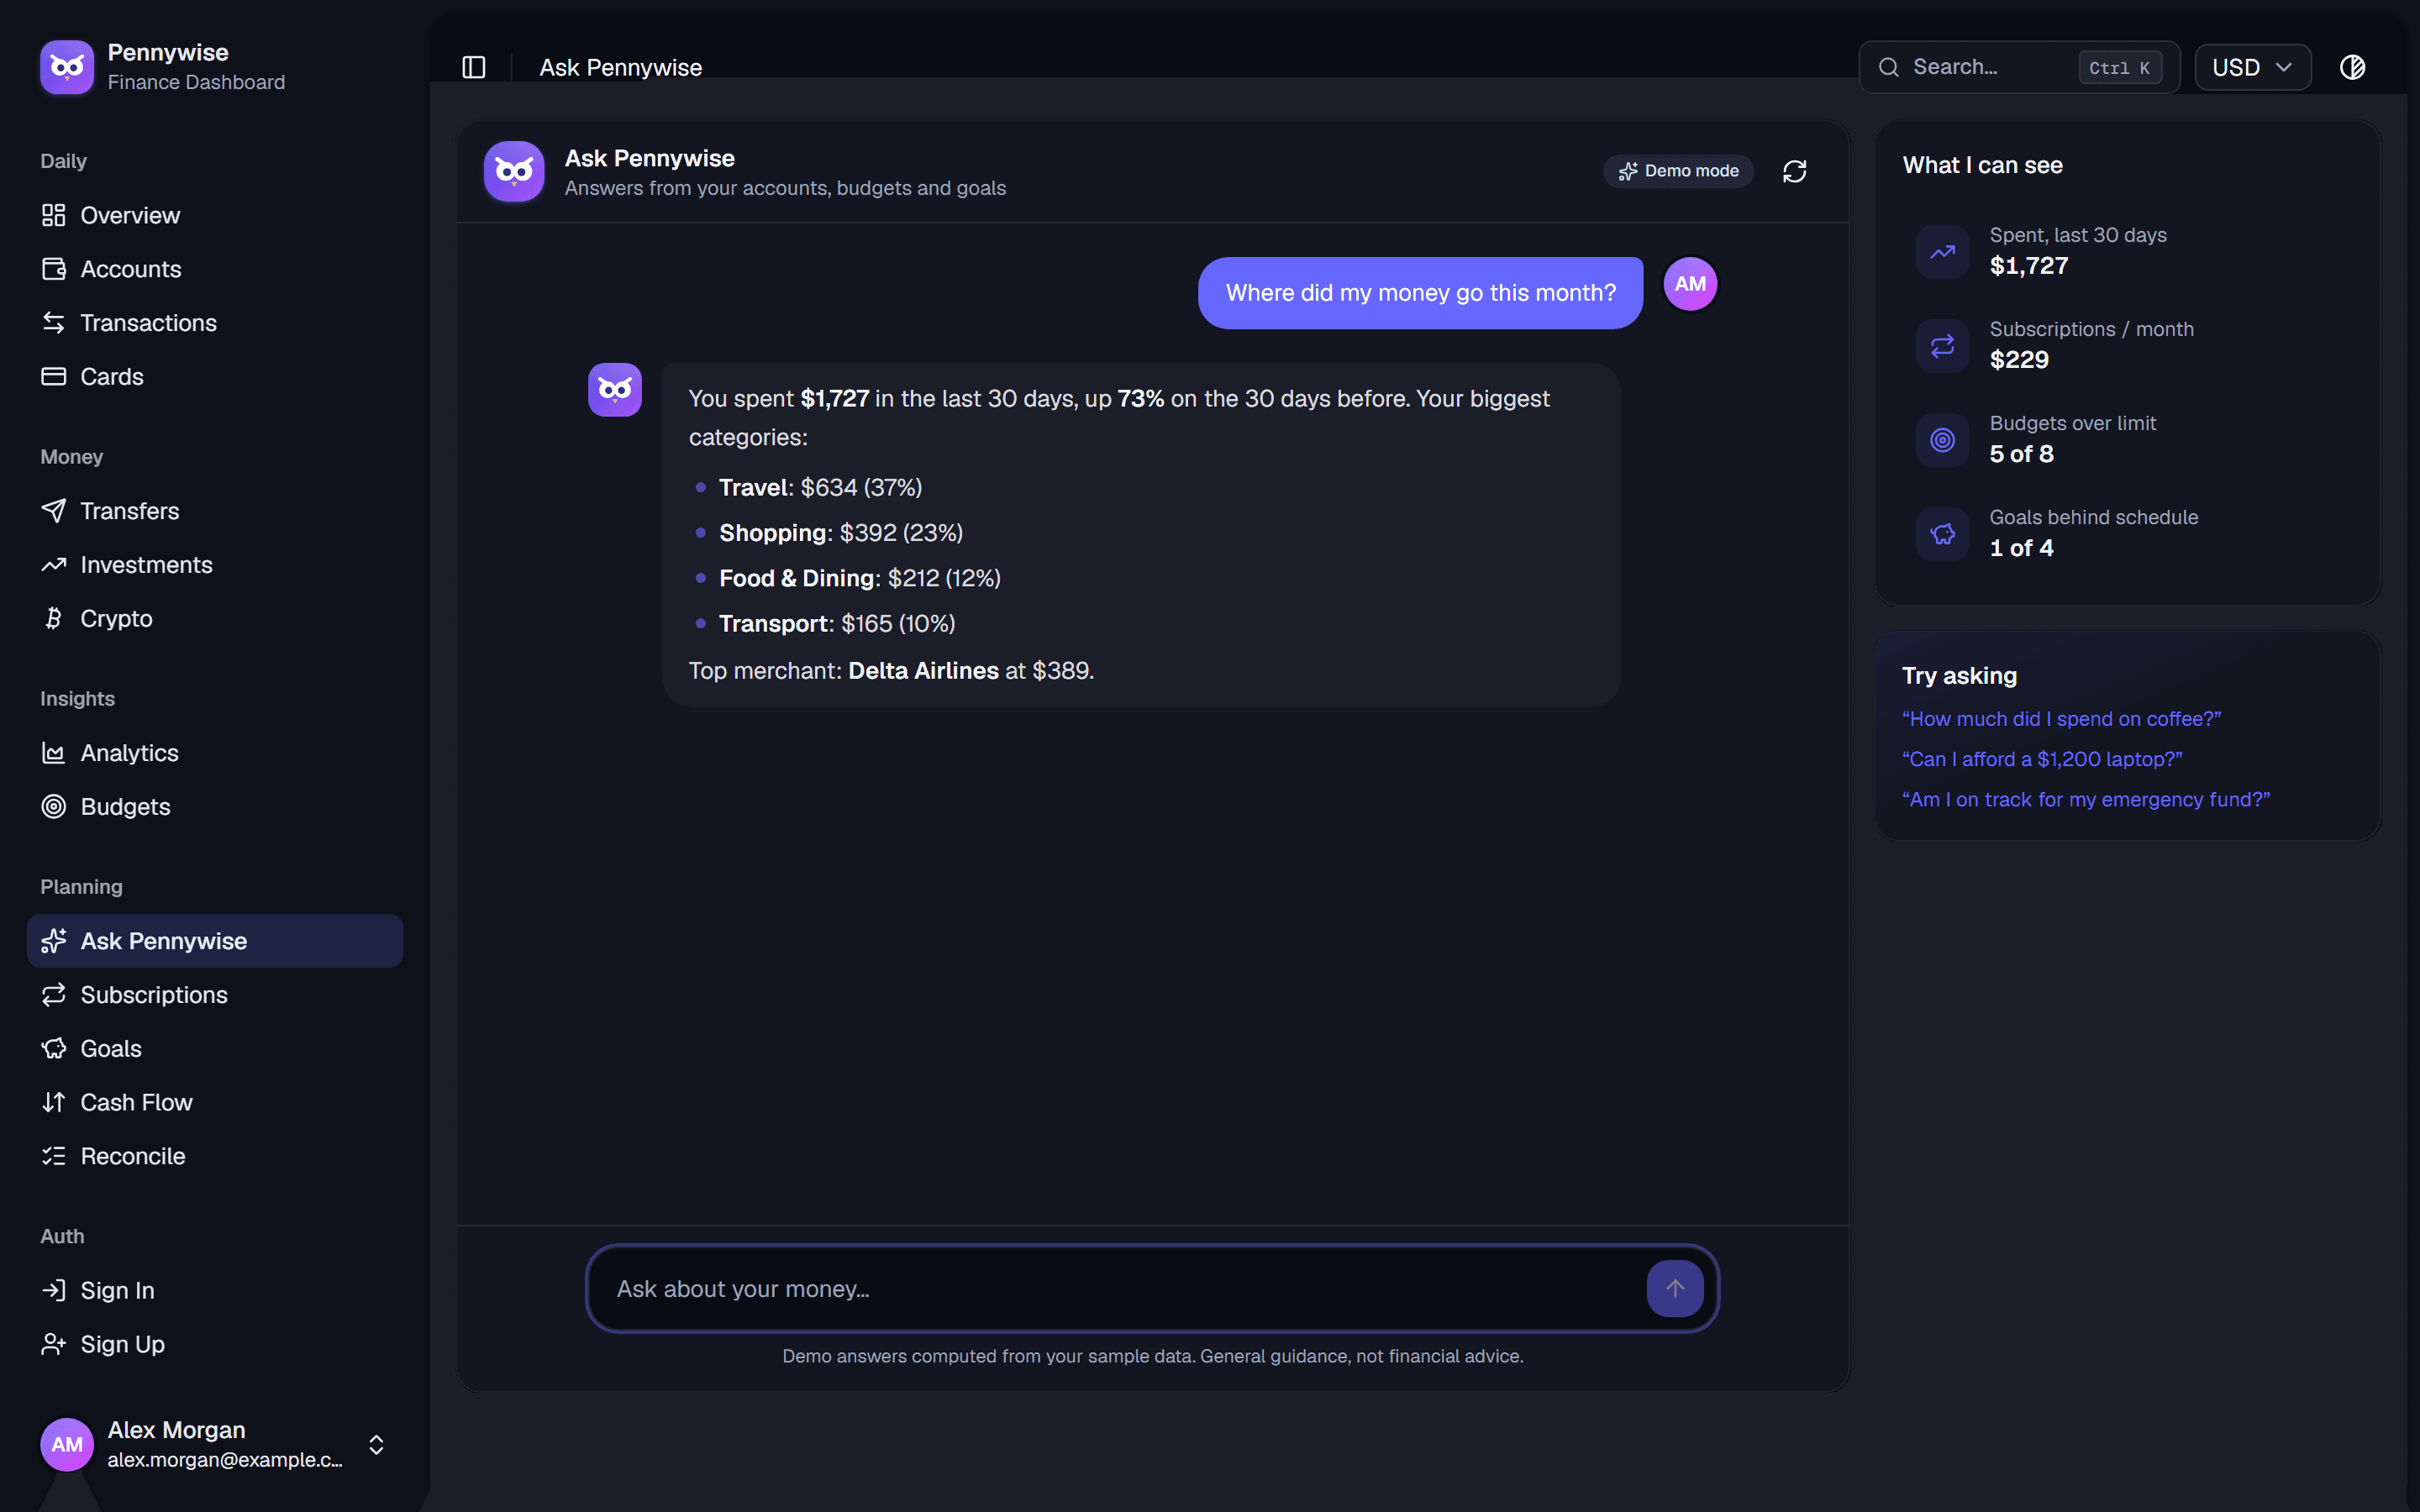 Pennywise
Finance Dashboard
Daily
Overview
Accounts
Transactions
Cards
Money
Transfers
Investments
Crypto
Insights
Analytics
Budgets
Planning
Ask Pennywise
Subscriptions
Goals
Cash Flow
Reconcile
Auth
Sign In
Sign Up
AM
Alex Morgan
alex.morgan@example.c...
Ask Pennywise
Search...
Ctrl K
USD
Ask Pennywise
Answers from your accounts, budgets and goals
Demo mode
Where did my money go this month?
AM
You spent $1,727 in the last 30 days, up 73% on the 30 days before. Your biggest
categories:
Travel: $634 (37%)
Shopping: $392 (23%)
Food & Dining: $212 (12%)
Transport: $165 (10%)
Top merchant: Delta Airlines at $389.
Ask about your money...
Demo answers computed from your sample data. General guidance, not financial advice.
What I can see
Spent, last 30 days
$1,727
Subscriptions / month
$229
Budgets over limit
5 of 8
Goals behind schedule
1 of 4
Try asking
“How much did I spend on coffee?”
“Can I afford a $1,200 laptop?”
“Am I on track for my emergency fund?”